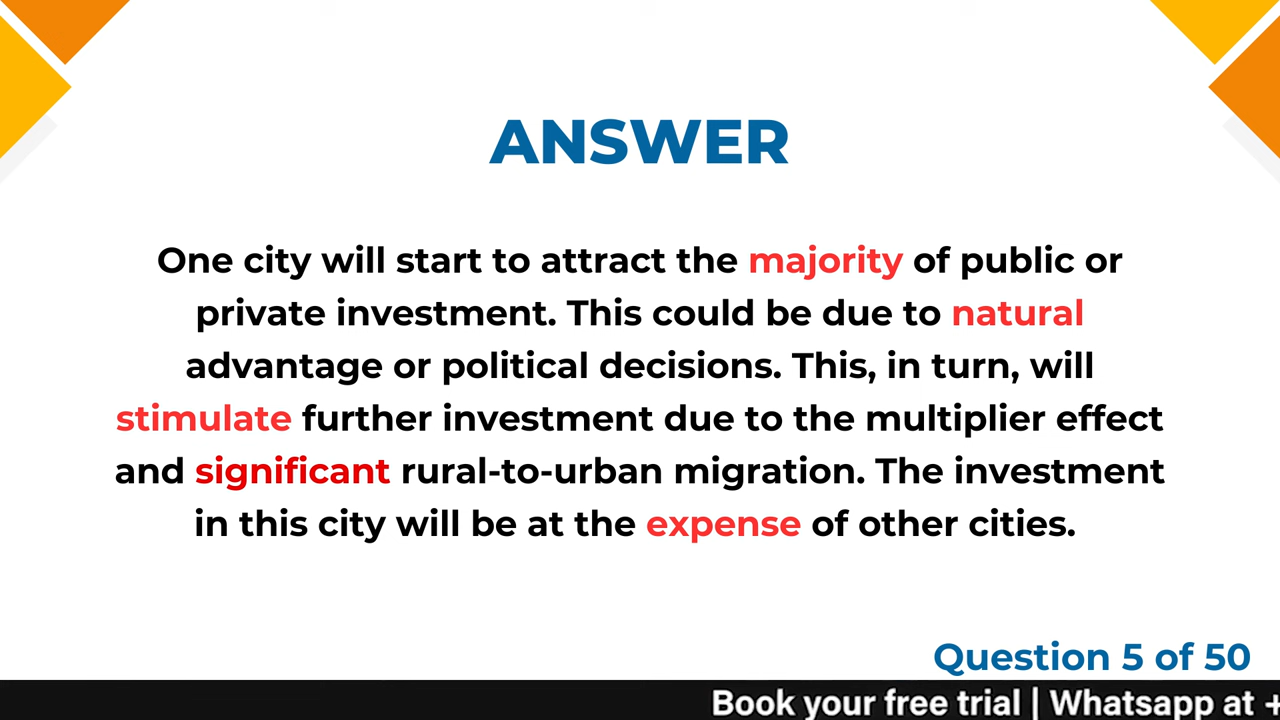 ANSWER
One city will start to attract the majority of public or
private investment. This could be due to natural
advantage or political decisions. This, in turn, will
stimulate further investment due to the multiplier effect
and significant rural-to-urban migration. The investment
in this city will be at the expense of other cities.
Question 5 of 50
Book your free trial | Whatsapp at +